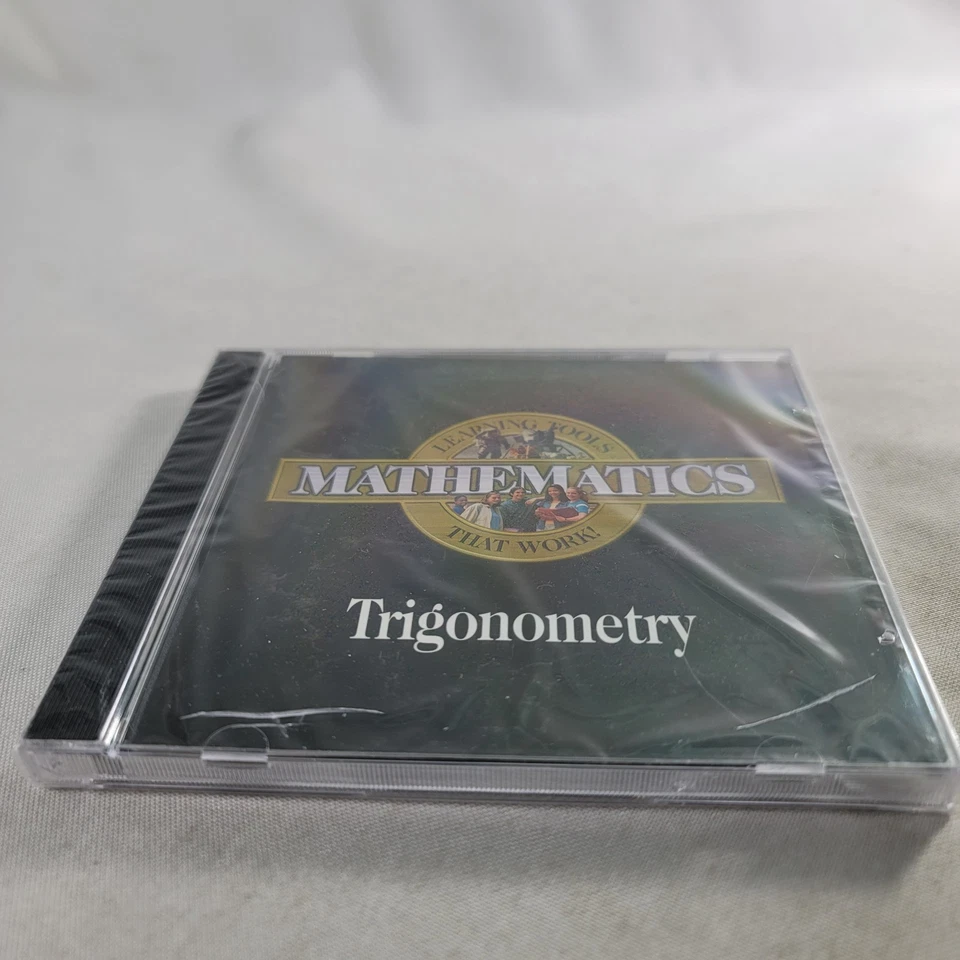 LEARNING TOOLS
MATHEMATICS
THAT WORK!
Trigonometry